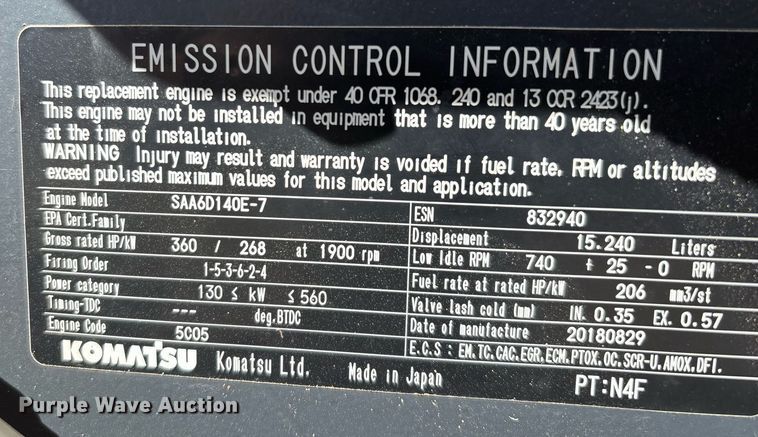 EMISSION CONTROL INFORMATION
This replacement engine is exempt under 40 CFR 1068. 240 and 13 CCR 2423(j).
This engine may not be installed in equipment that is more than 40 years old
at the time of installation.
WARNING Injury may result and warranty is voided if fuel rate, RPM or altitudes
exceed published maximum values for this model and application.
Engine Model SAA6D140E-7 ESN 832940
EPA Cert.Family Displacement 15.240 Liters
Gross rated HP/kW 360 / 268 at 1900 rpm Low Idle RPM 740 + 25 - 0 RPM
Firing Order 1-5-3-6-2-4 Fuel rate at rated HP/kW 206 mm3/st
Power category 130 ≤ kW ≤ 560 Valve lash cold (mm) IN. 0.35 EX. 0.57
Timing-TDC --- deg.BTDC Date of manufacture 20180829
Engine Code 5C05 E.C.S : EM.TC.CAC.EGR.ECM.PTOX.OC.SCR-U.AMOX.DFI.
KOMATSU Komatsu Ltd. Made in Japan PT:N4F
Purple Wave Auction